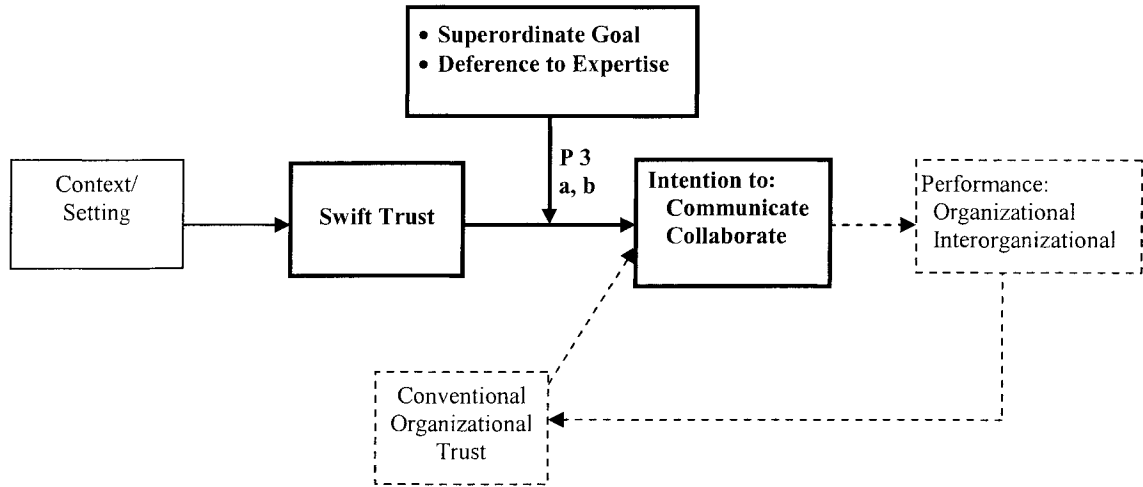 • Superordinate Goal
• Deference to Expertise
P 3
a, b
Context/
Setting
Swift Trust
Intention to:
Communicate
Collaborate
Performance:
Organizational
Interorganizational
Conventional
Organizational
Trust